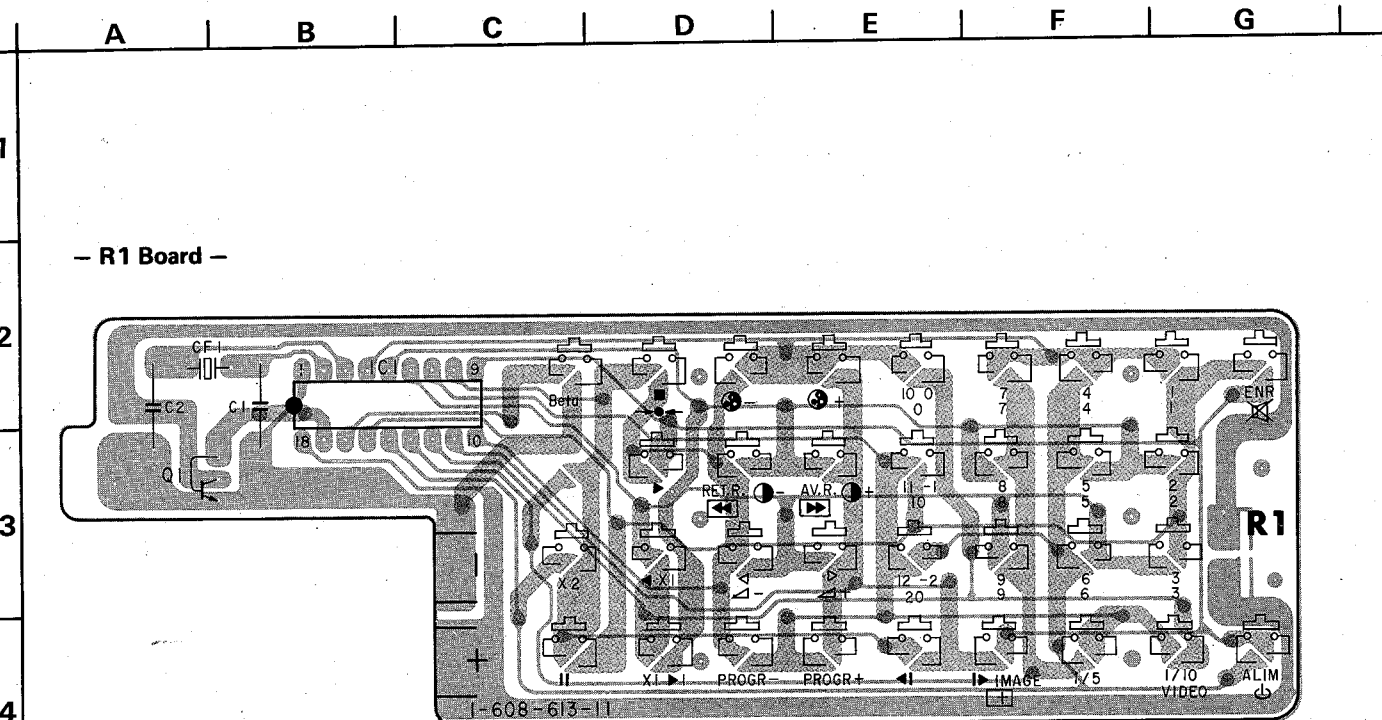 A B C D E F G
1
— R1 Board —
2
CF1
1 IC1 9
Beta
C2 C1
18 10
Q1
- +
10 0
0
7
7
4
4
1
1
ENR
RET.R. - AV.R. +
11 -1
10
8
8
5
5
2
2
3
R1
X2
◀ X1
- +
12 -2
20
9
9
6
6
3
3
+
II X1 ▶I PROGR- PROGR+ ◀I I▶ IMAGE 1/5 1/10 ALIM
VIDEO
4
1-608-613-11